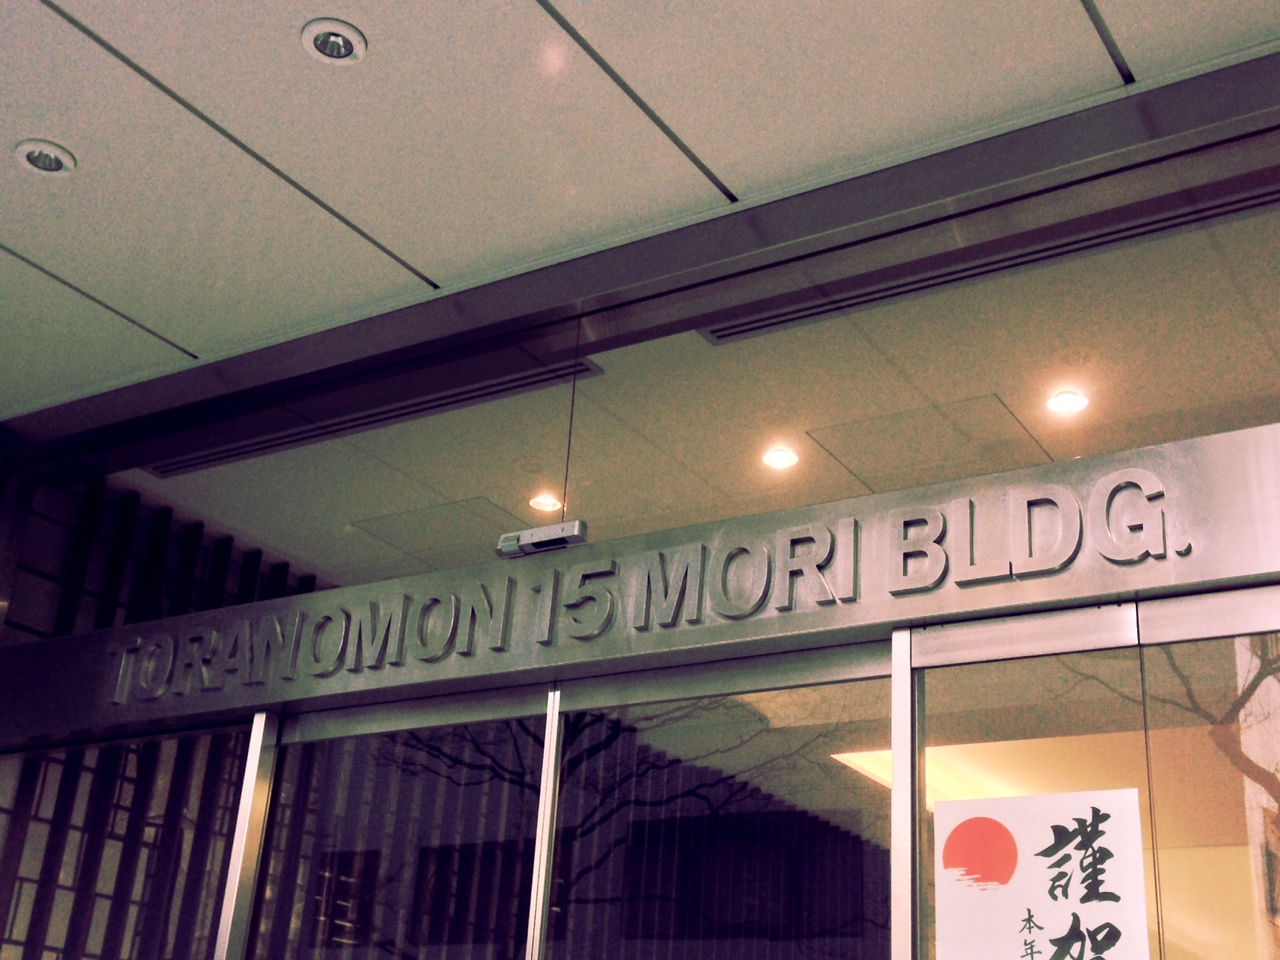 TORANOMON 15 MORI BLDG.
謹賀
本年